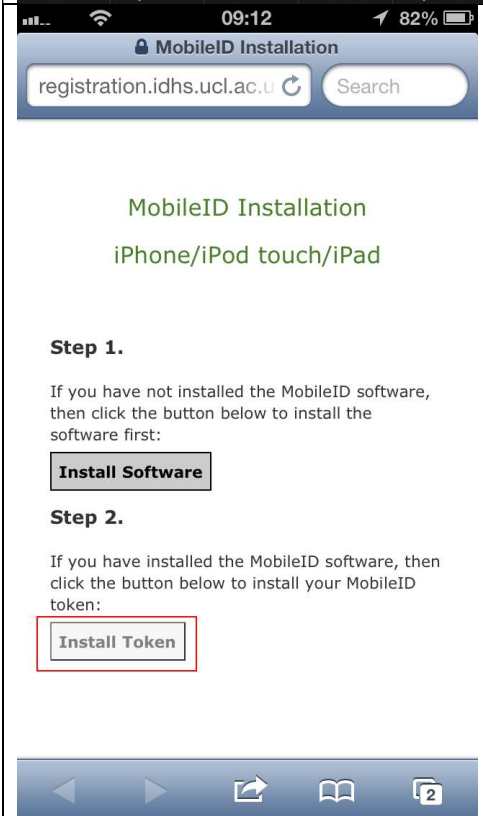 09:12
82%
MobileID Installation
registration.idhs.ucl.ac.u
Search
MobileID Installation
iPhone/iPod touch/iPad
Step 1.
If you have not installed the MobileID software,
then click the button below to install the
software first:
Install Software
Step 2.
If you have installed the MobileID software, then
click the button below to install your MobileID
token:
Install Token
2